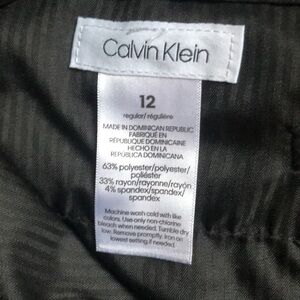 Calvin Klein
12
regular/ régulière
MADE IN DOMINICAN REPUBLIC
FABRIQUÉ EN
RÉPUBLIQUE DOMINICAINE
HECHO EN LA
REPÚBLICA DOMINICANA
63% polyester/polyester/
poliéster
33% rayon/rayonne/rayón
4% spandex/spandex/
spandex
Machine wash cold with like
colors. Use only non-chlorine
bleach when needed. Tumble dry
low. Remove promptly. Iron on
lowest setting if needed.